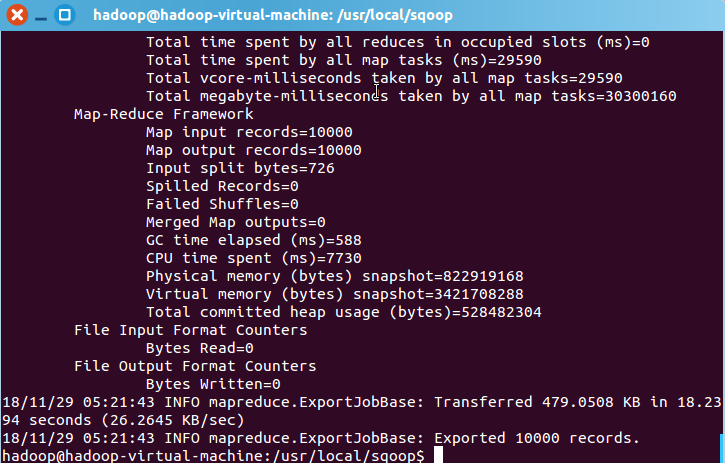 hadoop@hadoop-virtual-machine: /usr/local/sqoop
Total time spent by all reduces in occupied slots (ms)=0
Total time spent by all map tasks (ms)=29590
Total vcore-milliseconds taken by all map tasks=29590
Total megabyte-milliseconds taken by all map tasks=30300160
Map-Reduce Framework
Map input records=10000
Map output records=10000
Input split bytes=726
Spilled Records=0
Failed Shuffles=0
Merged Map outputs=0
GC time elapsed (ms)=588
CPU time spent (ms)=7730
Physical memory (bytes) snapshot=822919168
Virtual memory (bytes) snapshot=3421708288
Total committed heap usage (bytes)=528482304
File Input Format Counters
Bytes Read=0
File Output Format Counters
Bytes Written=0
18/11/29 05:21:43 INFO mapreduce.ExportJobBase: Transferred 479.0508 KB in 18.23
94 seconds (26.2645 KB/sec)
18/11/29 05:21:43 INFO mapreduce.ExportJobBase: Exported 10000 records.
hadoop@hadoop-virtual-machine:/usr/local/sqoop$